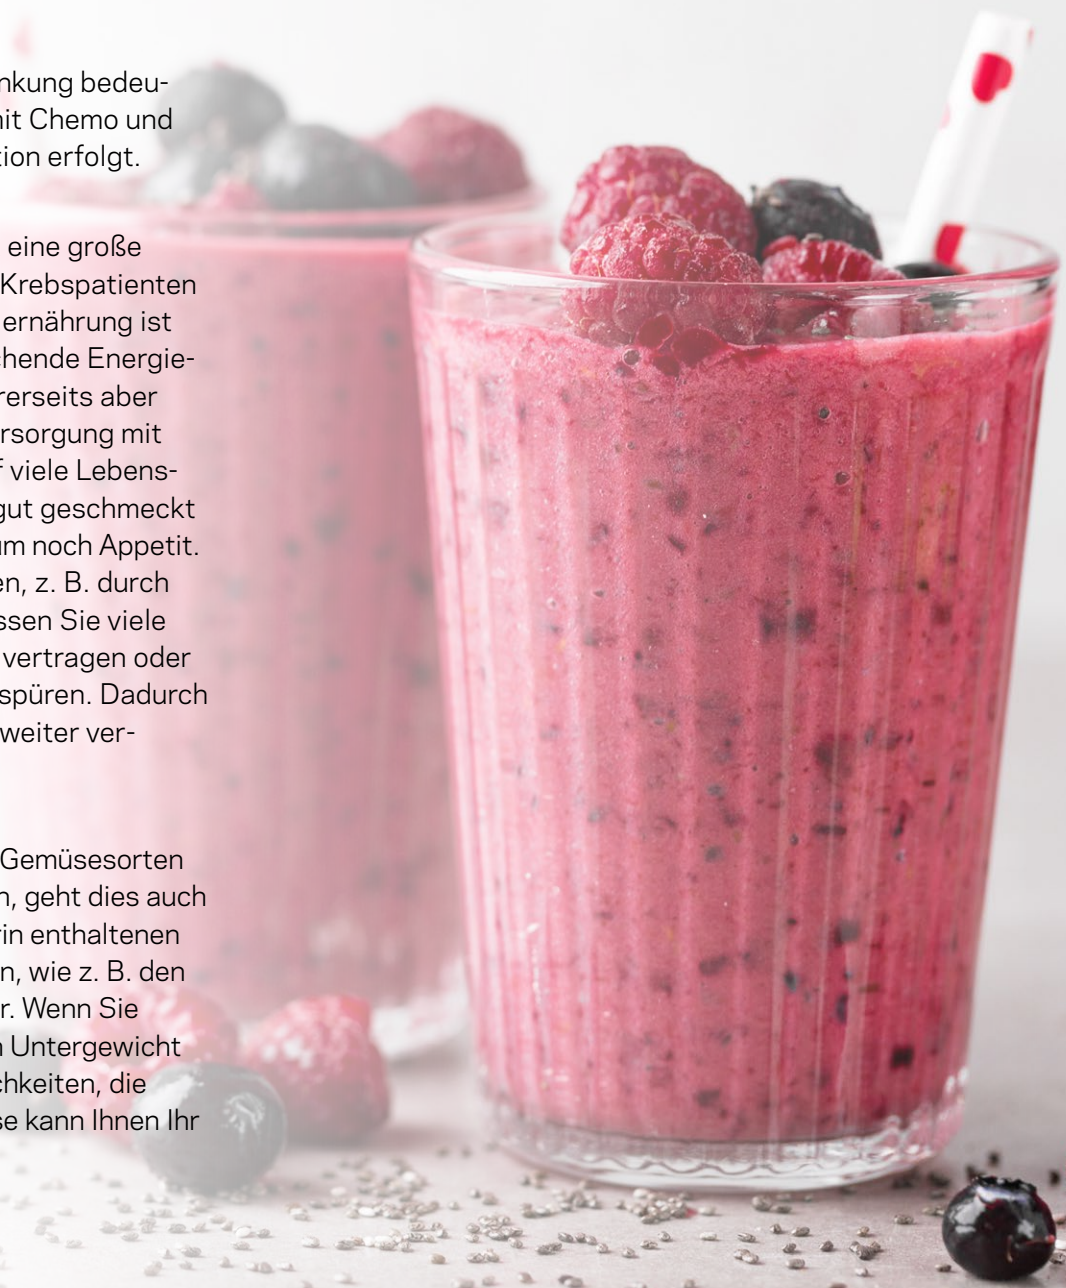 nkung bedeu-
it Chemo und
tion erfolgt.
eine große
Krebspatienten
ernährung ist
chende Energie-
rerseits aber
rsorgung mit
f viele Lebens-
gut geschmeckt
um noch Appetit.
en, z. B. durch
ssen Sie viele
vertragen oder
spüren. Dadurch
weiter ver-
Gemüsesorten
n, geht dies auch
rin enthaltenen
n, wie z. B. den
r. Wenn Sie
n Untergewicht
chkeiten, die
se kann Ihnen Ihr